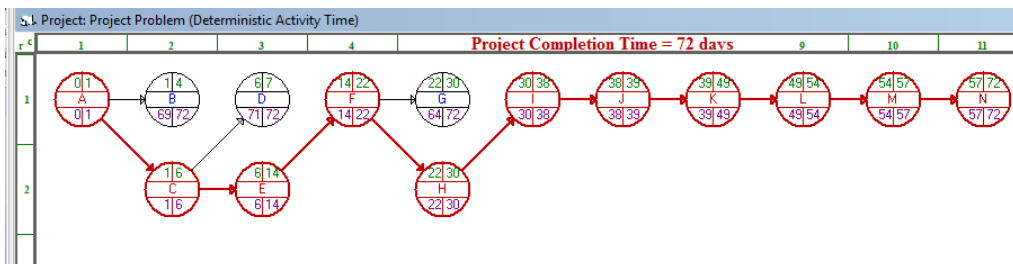 Project: Project Problem (Deterministic Activity Time)
r c 1 2 3 4 Project Completion Time = 72 days 9 10 11
1
0 1 1 4 6 7 14 22 22 30 30 38 38 39 39 49 49 54 54 57 57 72
A B D F G I J K L M N
0 1 69 72 71 72 14 22 64 72 30 38 38 39 39 49 49 54 54 57 57 72
2
1 6 6 14 22 30
C E H
1 6 6 14 22 30